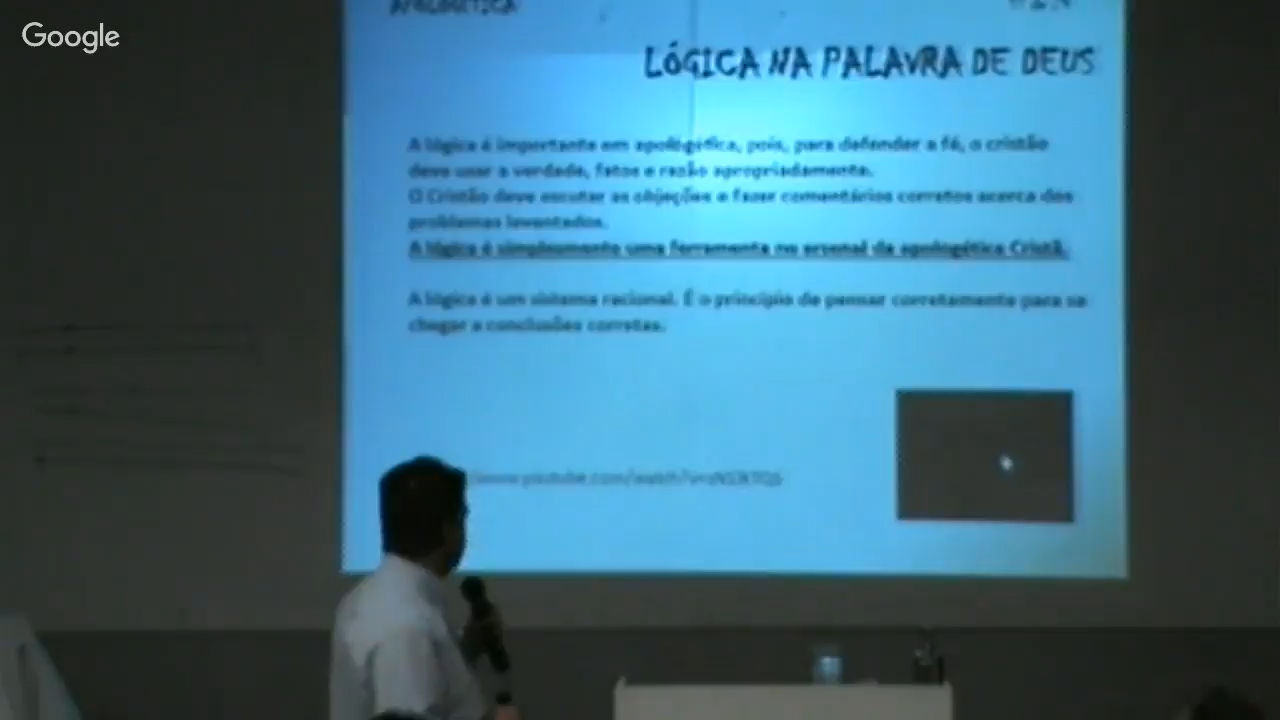 Google
APOLOGÉTICA
LÓGICA NA PALAVRA DE DEUS
A lógica é importante em apologética, pois, para defender a fé, o cristão
deve usar a verdade, fatos e razão apropriadamente.
O Cristão deve escutar as objeções e fazer comentários corretos acerca dos
problemas levantados.
A lógica é simplesmente uma ferramenta no arsenal da apologética Cristã.
A lógica é um sistema racional. É o princípio de pensar corretamente para se
chegar a conclusões corretas.